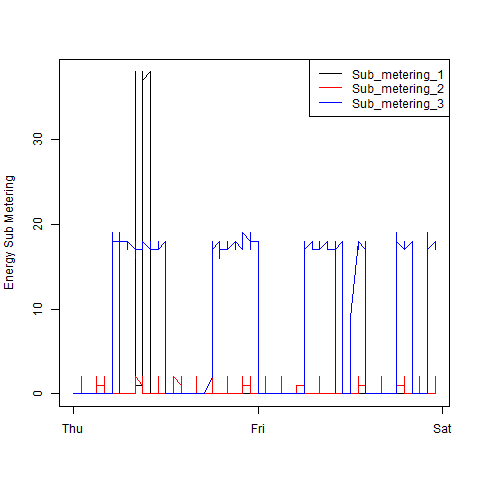 Sub_metering_1
Sub_metering_2
Sub_metering_3
Energy Sub Metering
30
20
10
0
Thu Fri Sat